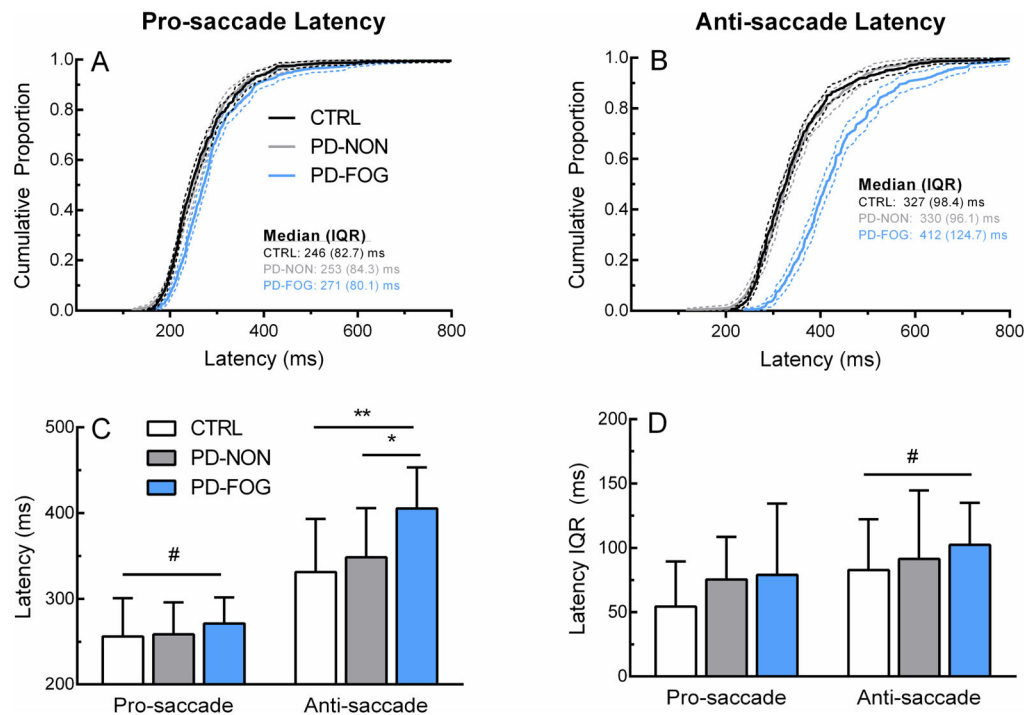 Pro-saccade Latency
A
1.0
0.8
0.6
0.4
0.2
0.0
Cumulative Proportion
CTRL
PD-NON
PD-FOG
Median (IQR)
CTRL: 246 (82.7) ms
PD-NON: 253 (84.3) ms
PD-FOG: 271 (80.1) ms
200 400 600 800
Latency (ms)
Anti-saccade Latency
B
1.0
0.8
0.6
0.4
0.2
0.0
Cumulative Proportion
Median (IQR)
CTRL: 327 (98.4) ms
PD-NON: 330 (96.1) ms
PD-FOG: 412 (124.7) ms
200 400 600 800
Latency (ms)
C
500
400
300
200
Latency (ms)
CTRL
PD-NON
PD-FOG
**
*
#
Pro-saccade Anti-saccade
D
200
150
100
50
0
Latency IQR (ms)
#
Pro-saccade Anti-saccade